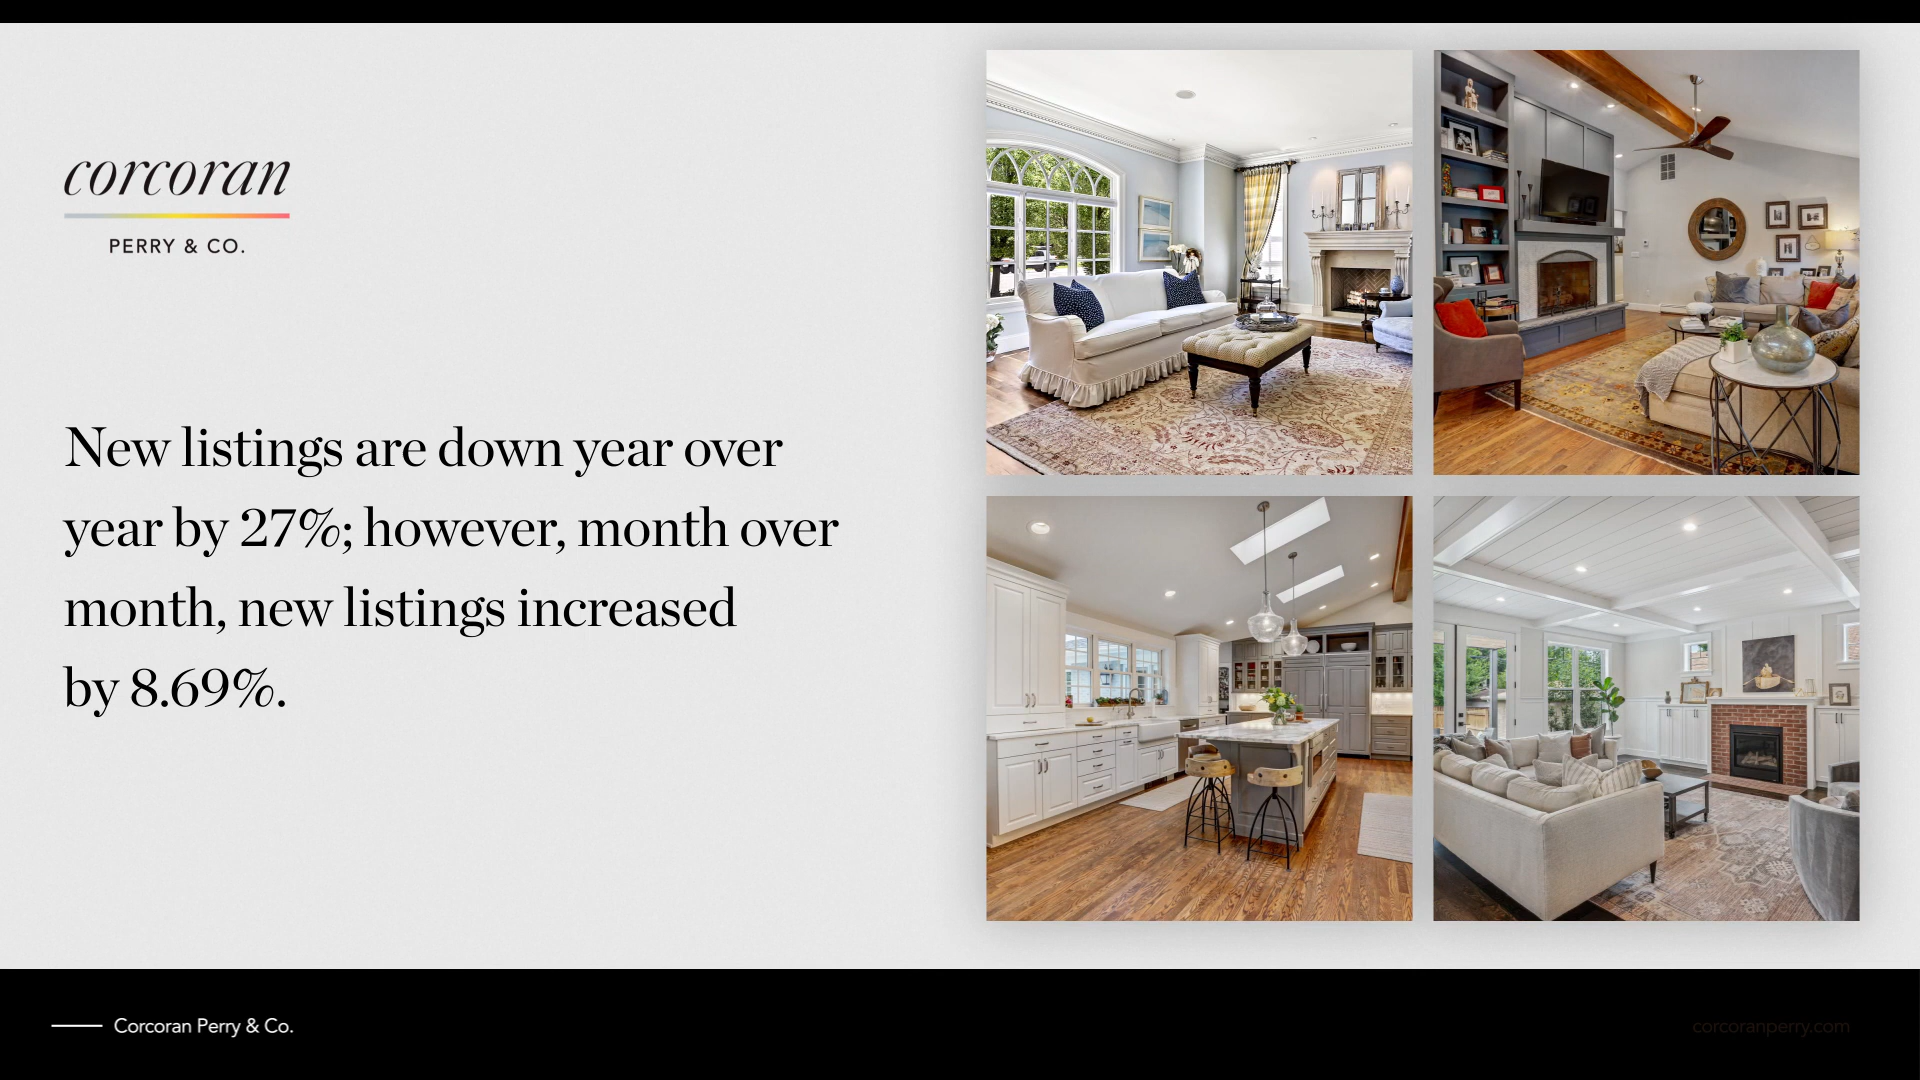 corcoran
PERRY & CO.
New listings are down year over
year by 27%; however, month over
month, new listings increased
by 8.69%.
Corcoran Perry & Co.
corcoranperry.com